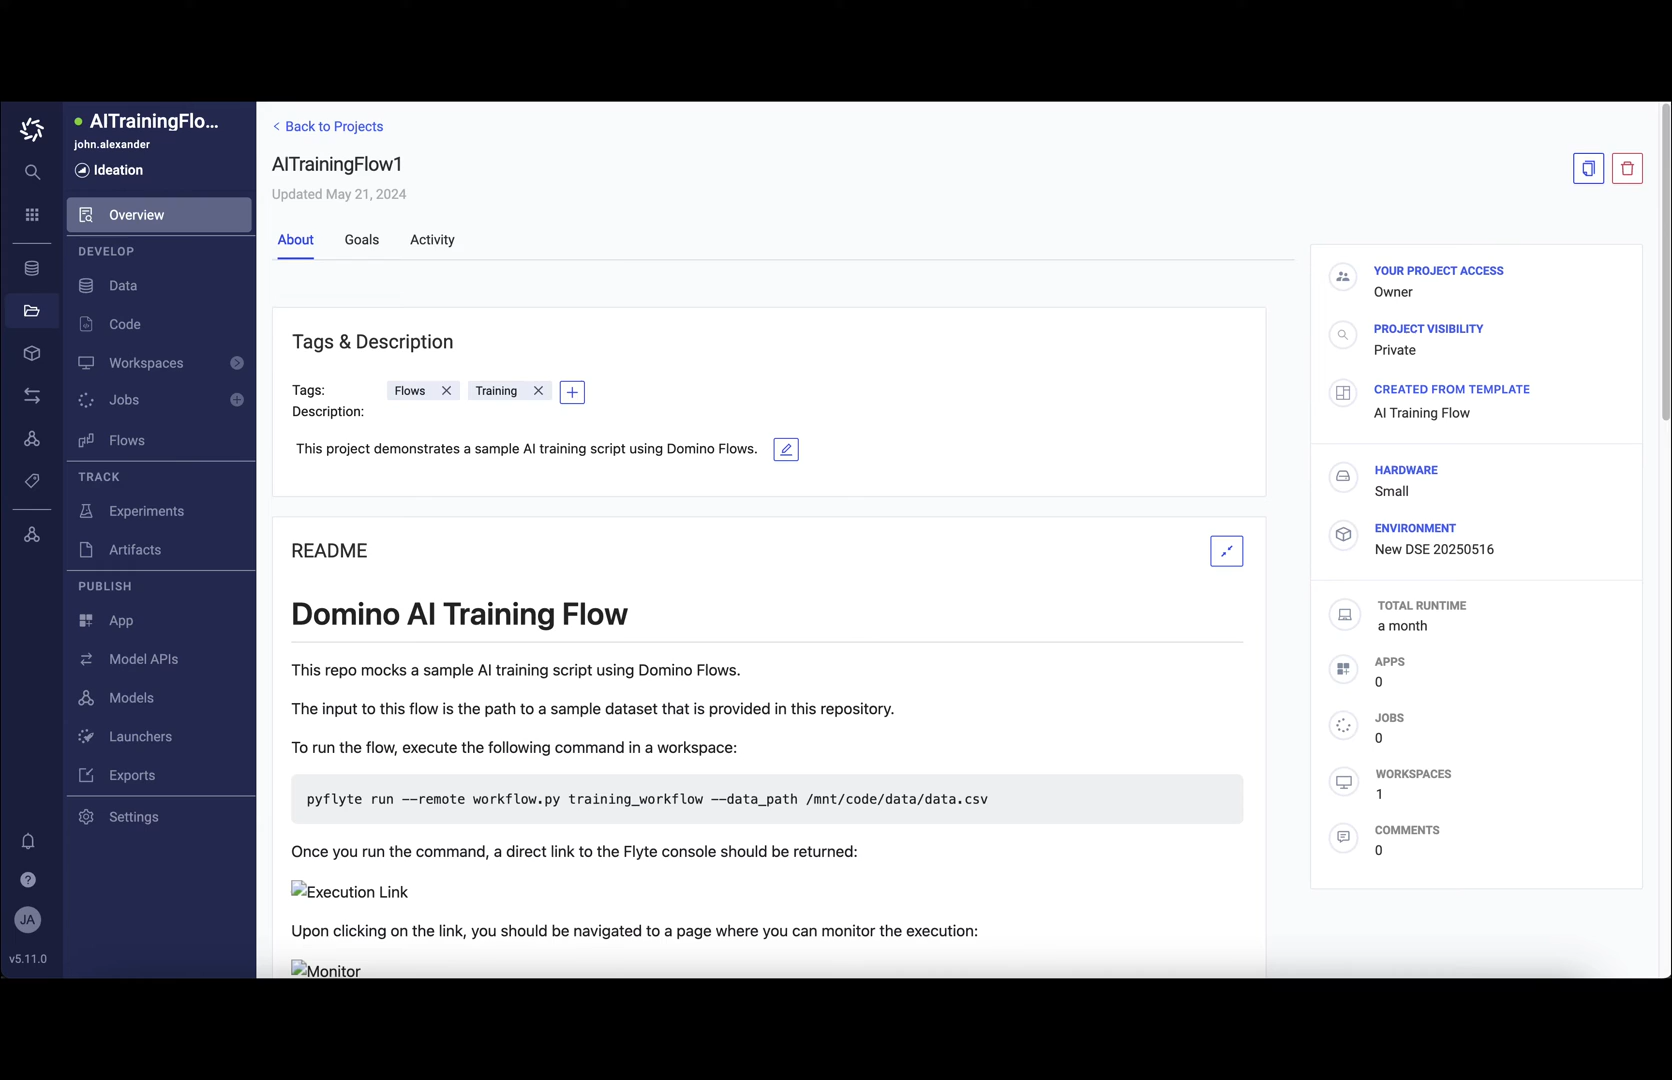 AITrainingFlo...
john.alexander
Ideation
Overview
DEVELOP
Data
Code
Workspaces
Jobs
Flows
TRACK
Experiments
Artifacts
PUBLISH
App
Model APIs
Models
Launchers
Exports
Settings
?
JA
v5.11.0
< Back to Projects
AITrainingFlow1
Updated May 21, 2024
About Goals Activity
Tags & Description
Tags: Flows × Training × +
Description:
This project demonstrates a sample AI training script using Domino Flows.
README
Domino AI Training Flow
This repo mocks a sample AI training script using Domino Flows.
The input to this flow is the path to a sample dataset that is provided in this repository.
To run the flow, execute the following command in a workspace:
pyflyte run --remote workflow.py training_workflow --data_path /mnt/code/data/data.csv
Once you run the command, a direct link to the Flyte console should be returned:
Execution Link
Upon clicking on the link, you should be navigated to a page where you can monitor the execution:
Monitor
YOUR PROJECT ACCESS
Owner
PROJECT VISIBILITY
Private
CREATED FROM TEMPLATE
AI Training Flow
HARDWARE
Small
ENVIRONMENT
New DSE 20250516
TOTAL RUNTIME
a month
APPS
0
JOBS
0
WORKSPACES
1
COMMENTS
0